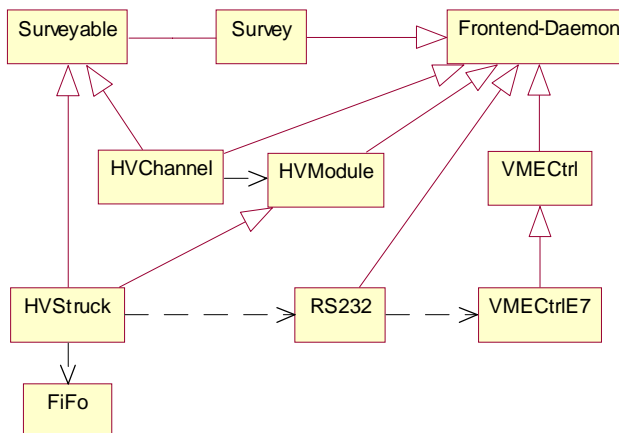 Surveyable
Survey
Frontend-Daemon
HVChannel
HVModule
VMECtrl
HVStruck
RS232
VMECtrlE7
FiFo